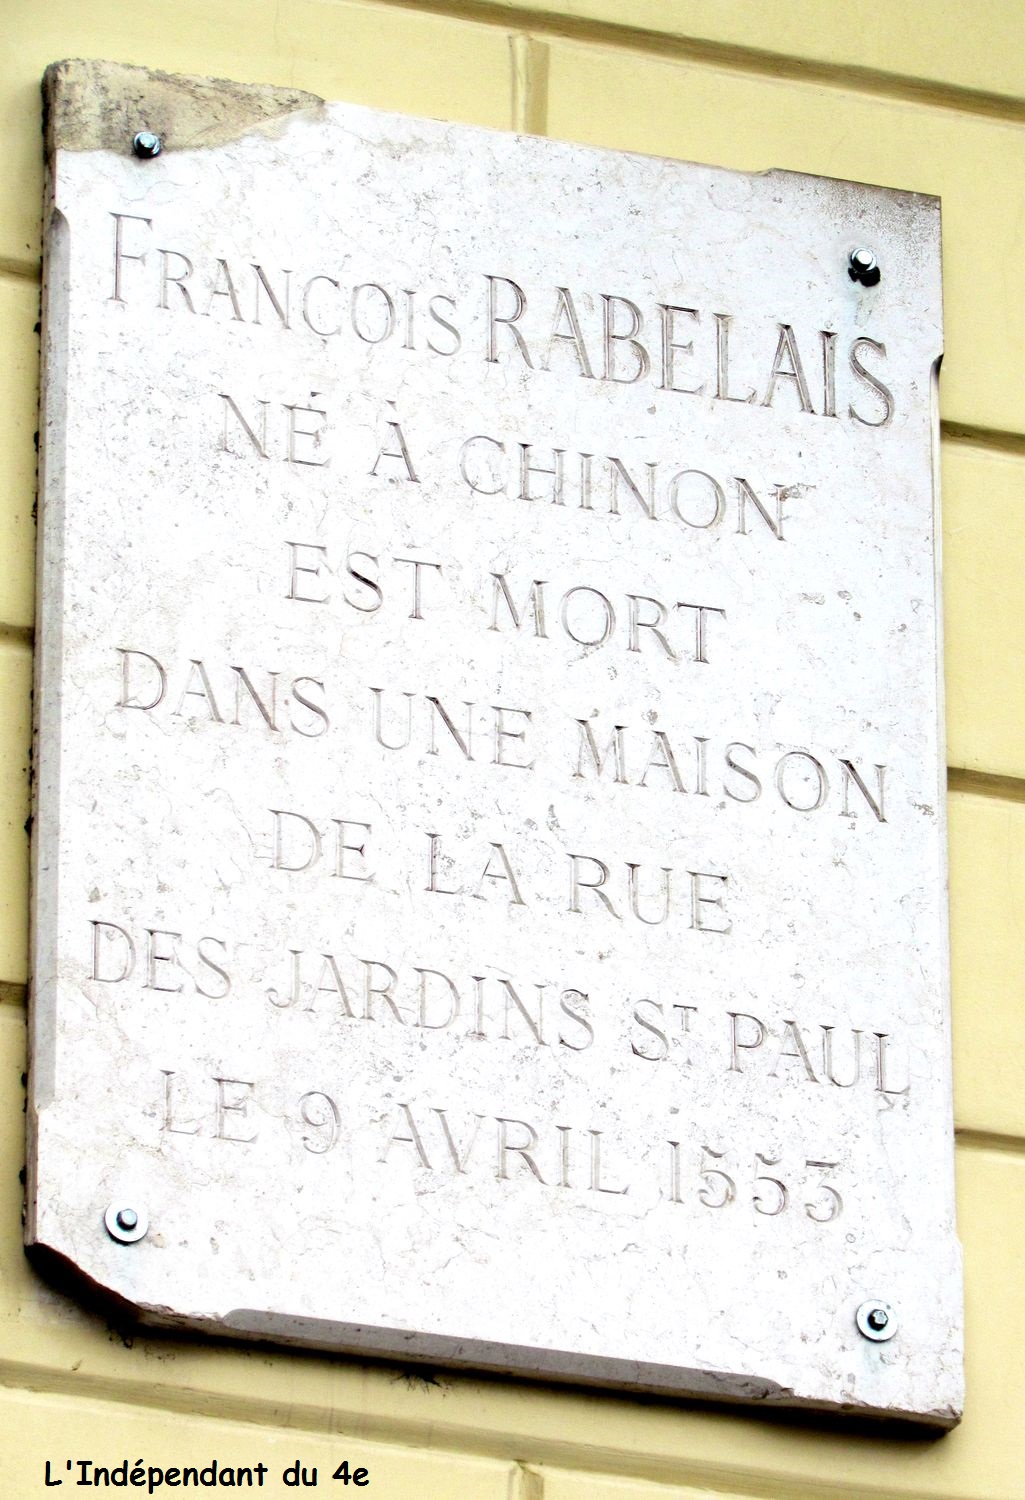 FRANÇOIS RABELAIS
NÉ À CHINON
EST MORT
DANS UNE MAISON
DE LA RUE
DES JARDINS ST PAUL
LE 9 AVRIL 1553
L'Indépendant du 4e